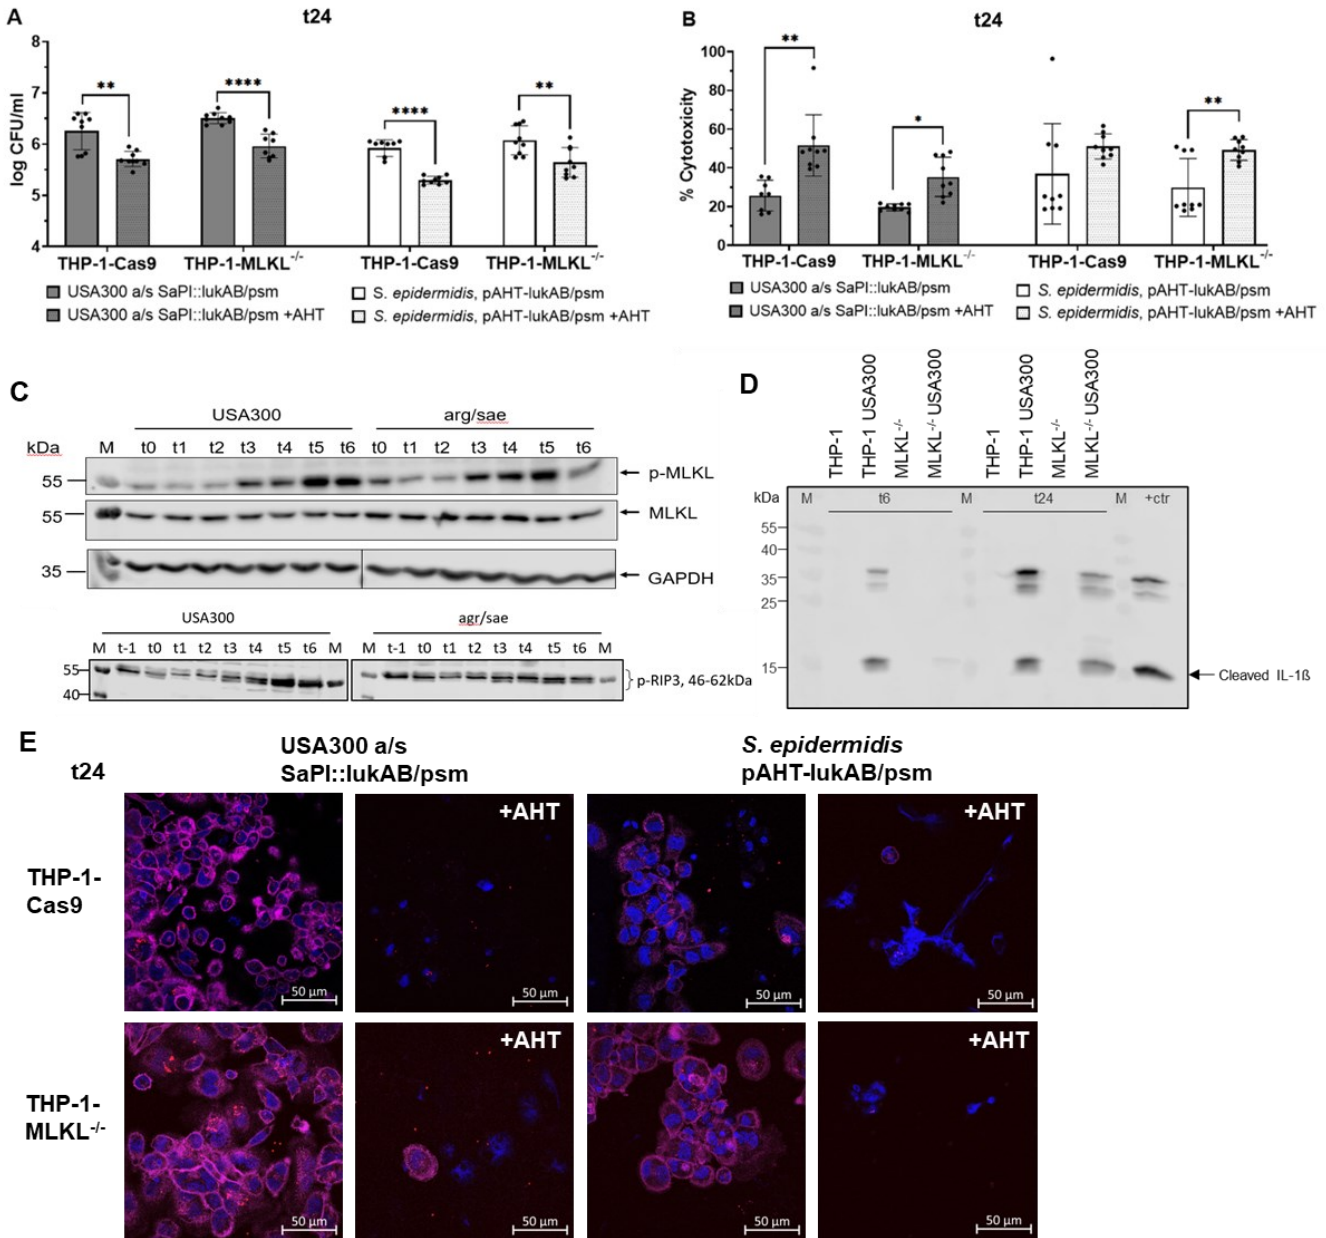 A
t24
log CFU/ml
8
7
6
5
4
**
****
****
**
THP-1-Cas9
THP-1-MLKL-/-
THP-1-Cas9
THP-1-MLKL-/-
USA300 a/s SaPI::lukAB/psm
USA300 a/s SaPI::lukAB/psm +AHT
S. epidermidis, pAHT-lukAB/psm
S. epidermidis, pAHT-lukAB/psm +AHT
B
t24
% Cytotoxicity
100
80
60
40
20
0
**
*
**
THP-1-Cas9
THP-1-MLKL-/-
THP-1-Cas9
THP-1-MLKL-/-
USA300 a/s SaPI::lukAB/psm
USA300 a/s SaPI::lukAB/psm +AHT
S. epidermidis, pAHT-lukAB/psm
S. epidermidis, pAHT-lukAB/psm +AHT
C
USA300 arg/sae
kDa M t0 t1 t2 t3 t4 t5 t6 t0 t1 t2 t3 t4 t5 t6
55 p-MLKL
55 MLKL
35 GAPDH
USA300 agr/sae
M t-1 t0 t1 t2 t3 t4 t5 t6 M M t-1 t0 t1 t2 t3 t4 t5 t6 M
55
40
p-RIP3, 46-62kDa
D
THP-1
THP-1 USA300
MLKL-/-
MLKL-/- USA300
THP-1
THP-1 USA300
MLKL-/-
MLKL-/- USA300
kDa M t6 M t24 M +ctr
55
40
35
25
15
Cleaved IL-1ß
E
t24
USA300 a/s
SaPI::lukAB/psm
S. epidermidis
pAHT-lukAB/psm
THP-1-
Cas9
+AHT
+AHT
50 µm
50 µm
50 µm
50 µm
THP-1-
MLKL-/-
+AHT
+AHT
50 µm
50 µm
50 µm
50 µm